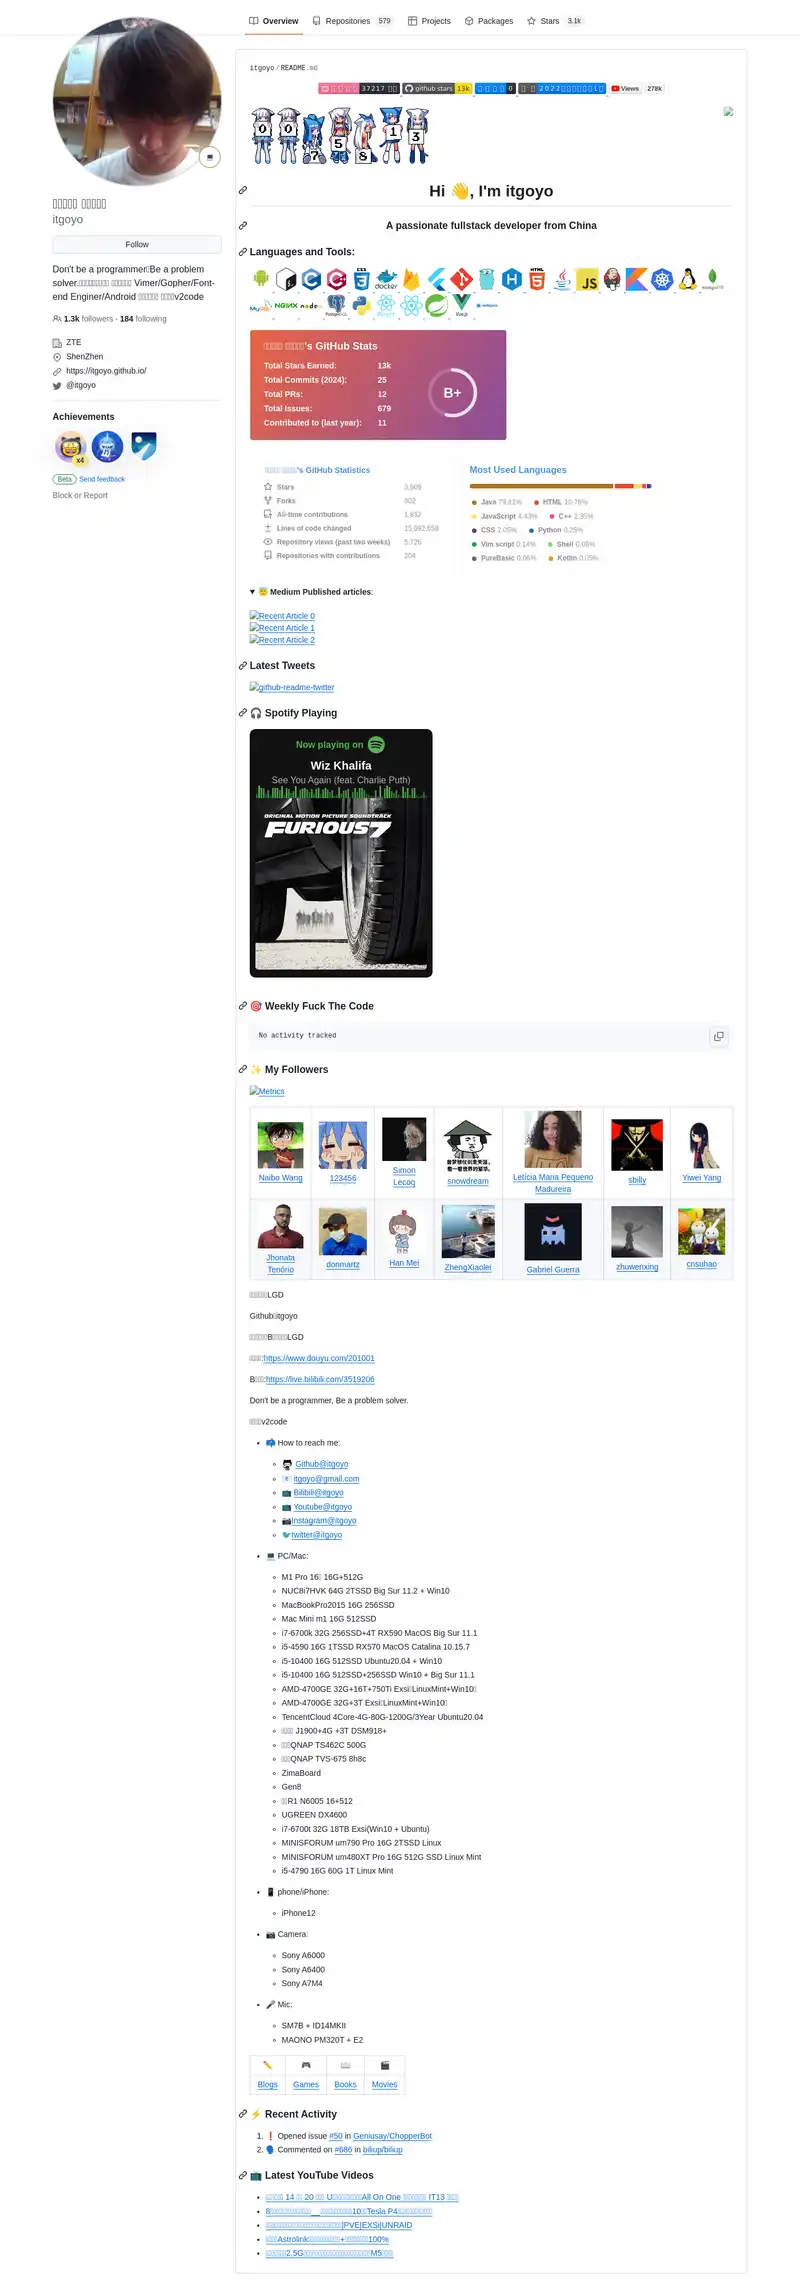 Overview
Repositories 579
Projects
Packages
Stars 3.1k
itgoyo
Follow
Don't be a programmer Be a problem
solver. Vimer/Gopher/Font-
end Enginer/Android v2code
1.3k followers · 184 following
ZTE
ShenZhen
https://itgoyo.github.io/
@itgoyo
Achievements
x4
Beta Send feedback
Block or Report
itgoyo/README.md
37217
github stars 13k
0
2022 1
Views 278k
0 0 7 5 8 1 3
Hi 👋, I'm itgoyo
A passionate fullstack developer from China
Languages and Tools:
's GitHub Stats
Total Stars Earned: 13k
Total Commits (2024): 25
Total PRs: 12
Total Issues: 679
Contributed to (last year): 11
B+
's GitHub Statistics
Stars 3,909
Forks 802
All-time contributions 1,832
Lines of code changed 15,092,658
Repository views (past two weeks) 5,726
Repositories with contributions 204
Most Used Languages
Java 79.81% HTML 10.76%
JavaScript 4.43% C++ 2.35%
CSS 2.05% Python 0.25%
Vim script 0.14% Shell 0.08%
PureBasic 0.06% Kotlin 0.05%
Medium Published articles:
Recent Article 0
Recent Article 1
Recent Article 2
Latest Tweets
github-readme-twitter
Spotify Playing
Now playing on
Wiz Khalifa
See You Again (feat. Charlie Puth)
ORIGINAL MOTION PICTURE SOUNDTRACK
FURIOUS 7
Weekly Fuck The Code
No activity tracked
My Followers
Metrics
Naibo Wang
123456
Simon
Lecoq
snowdream
Letícia Maria Pequeno
Madureira
sbilly
Yiwei Yang
Jhonata
Tenório
donmartz
Han Mei
ZhengXiaolei
Gabriel Guerra
zhuwenxing
cnsuhao
LGD
Github itgoyo
B LGD
:https://www.douyu.com/201001
B :https://live.bilibili.com/3519206
Don't be a programmer, Be a problem solver.
v2code
How to reach me:
Github@itgoyo
itgoyo@gmail.com
Bilibili@itgoyo
Youtube@itgoyo
Instagram@itgoyo
twitter@itgoyo
PC/Mac:
M1 Pro 16 16G+512G
NUC8i7HVK 64G 2TSSD Big Sur 11.2 + Win10
MacBookPro2015 16G 256SSD
Mac Mini m1 16G 512SSD
i7-6700k 32G 256SSD+4T RX590 MacOS Big Sur 11.1
i5-4590 16G 1TSSD RX570 MacOS Catalina 10.15.7
i5-10400 16G 512SSD Ubuntu20.04 + Win10
i5-10400 16G 512SSD+256SSD Win10 + Big Sur 11.1
AMD-4700GE 32G+16T+750Ti Exsi LinuxMint+Win10
AMD-4700GE 32G+3T Exsi LinuxMint+Win10
TencentCloud 4Core-4G-80G-1200G/3Year Ubuntu20.04
J1900+4G +3T DSM918+
QNAP TS462C 500G
QNAP TVS-675 8h8c
ZimaBoard
Gen8
R1 N6005 16+512
UGREEN DX4600
i7-6700t 32G 18TB Exsi(Win10 + Ubuntu)
MINISFORUM um790 Pro 16G 2TSSD Linux
MINISFORUM um480XT Pro 16G 512G SSD Linux Mint
i5-4790 16G 60G 1T Linux Mint
phone/iPhone:
iPhone12
Camera:
Sony A6000
Sony A6400
Sony A7M4
Mic:
SM7B + ID14MKII
MAONO PM320T + E2
Blogs Games Books Movies
Recent Activity
1. Opened issue #50 in Geniusay/ChopperBot
2. Commented on #686 in biliup/biliup
Latest YouTube Videos
14 20 U All On One IT13
8 10 Tesla P4
|PVE|EXSi|UNRAID
Astrolink + 100%
2.5G M5